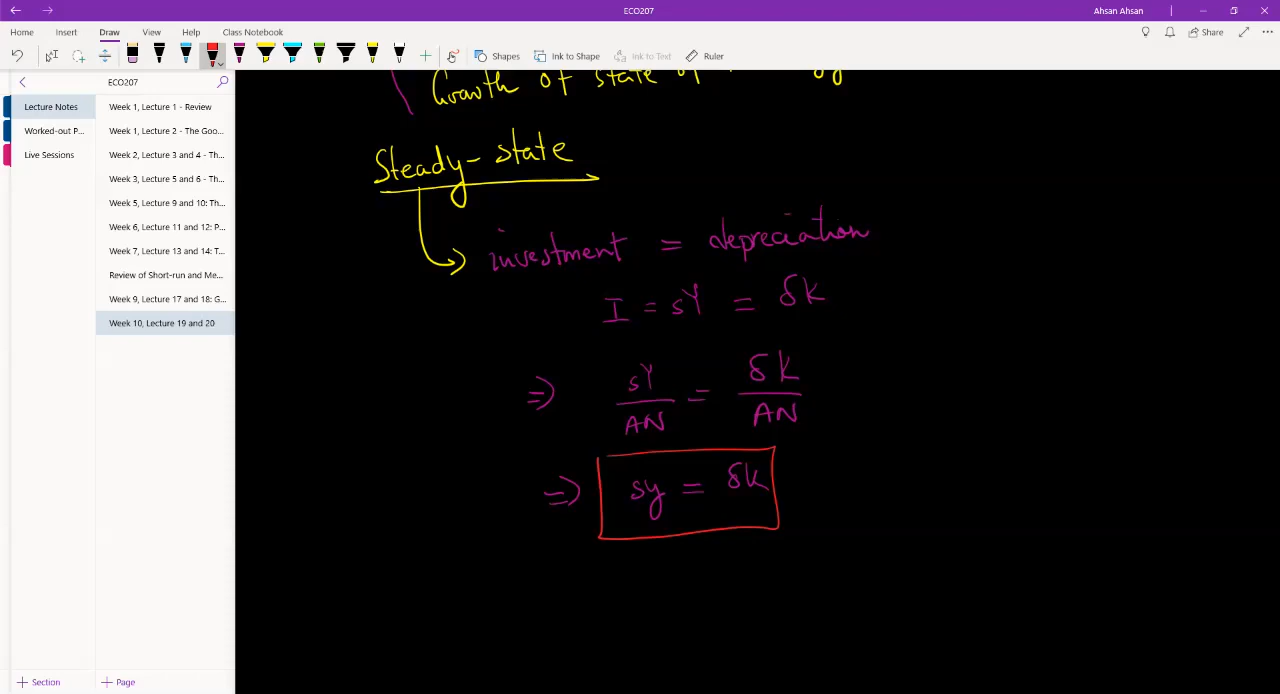 ECO207
Ahsan Ahsan
Home Insert Draw View Help Class Notebook
Share
Shapes Ink to Shape Ink to Text Ruler
ECO207
Lecture Notes
Worked-out P...
Live Sessions
Week 1, Lecture 1 - Review
Week 1, Lecture 2 - The Goo...
Week 2, Lecture 3 and 4 - Th...
Week 3, Lecture 5 and 6 - Th...
Week 5, Lecture 9 and 10: Th...
Week 6, Lecture 11 and 12: P...
Week 7, Lecture 13 and 14: T...
Review of Short-run and Me...
Week 9, Lecture 17 and 18: G...
Week 10, Lecture 19 and 20
+ Section
+ Page
Growth of state of
Steady-state
investment = depreciation
I = sY = δK
⇒ sY/AN = δK/AN
⇒ sy = δk